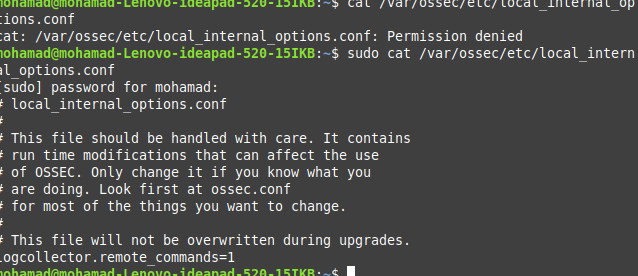 mohamad@mohamad-Lenovo-ideapad-520-15IKB:~$ cat /var/ossec/etc/local_internal_op
tions.conf
cat: /var/ossec/etc/local_internal_options.conf: Permission denied
mohamad@mohamad-Lenovo-ideapad-520-15IKB:~$ sudo cat /var/ossec/etc/local_intern
al_options.conf
[sudo] password for mohamad:
# local_internal_options.conf
#
# This file should be handled with care. It contains
# run time modifications that can affect the use
# of OSSEC. Only change it if you know what you
# are doing. Look first at ossec.conf
# for most of the things you want to change.
#
# This file will not be overwritten during upgrades.
logcollector.remote_commands=1
mohamad@mohamad-Lenovo-ideapad-520-15IKB:~$